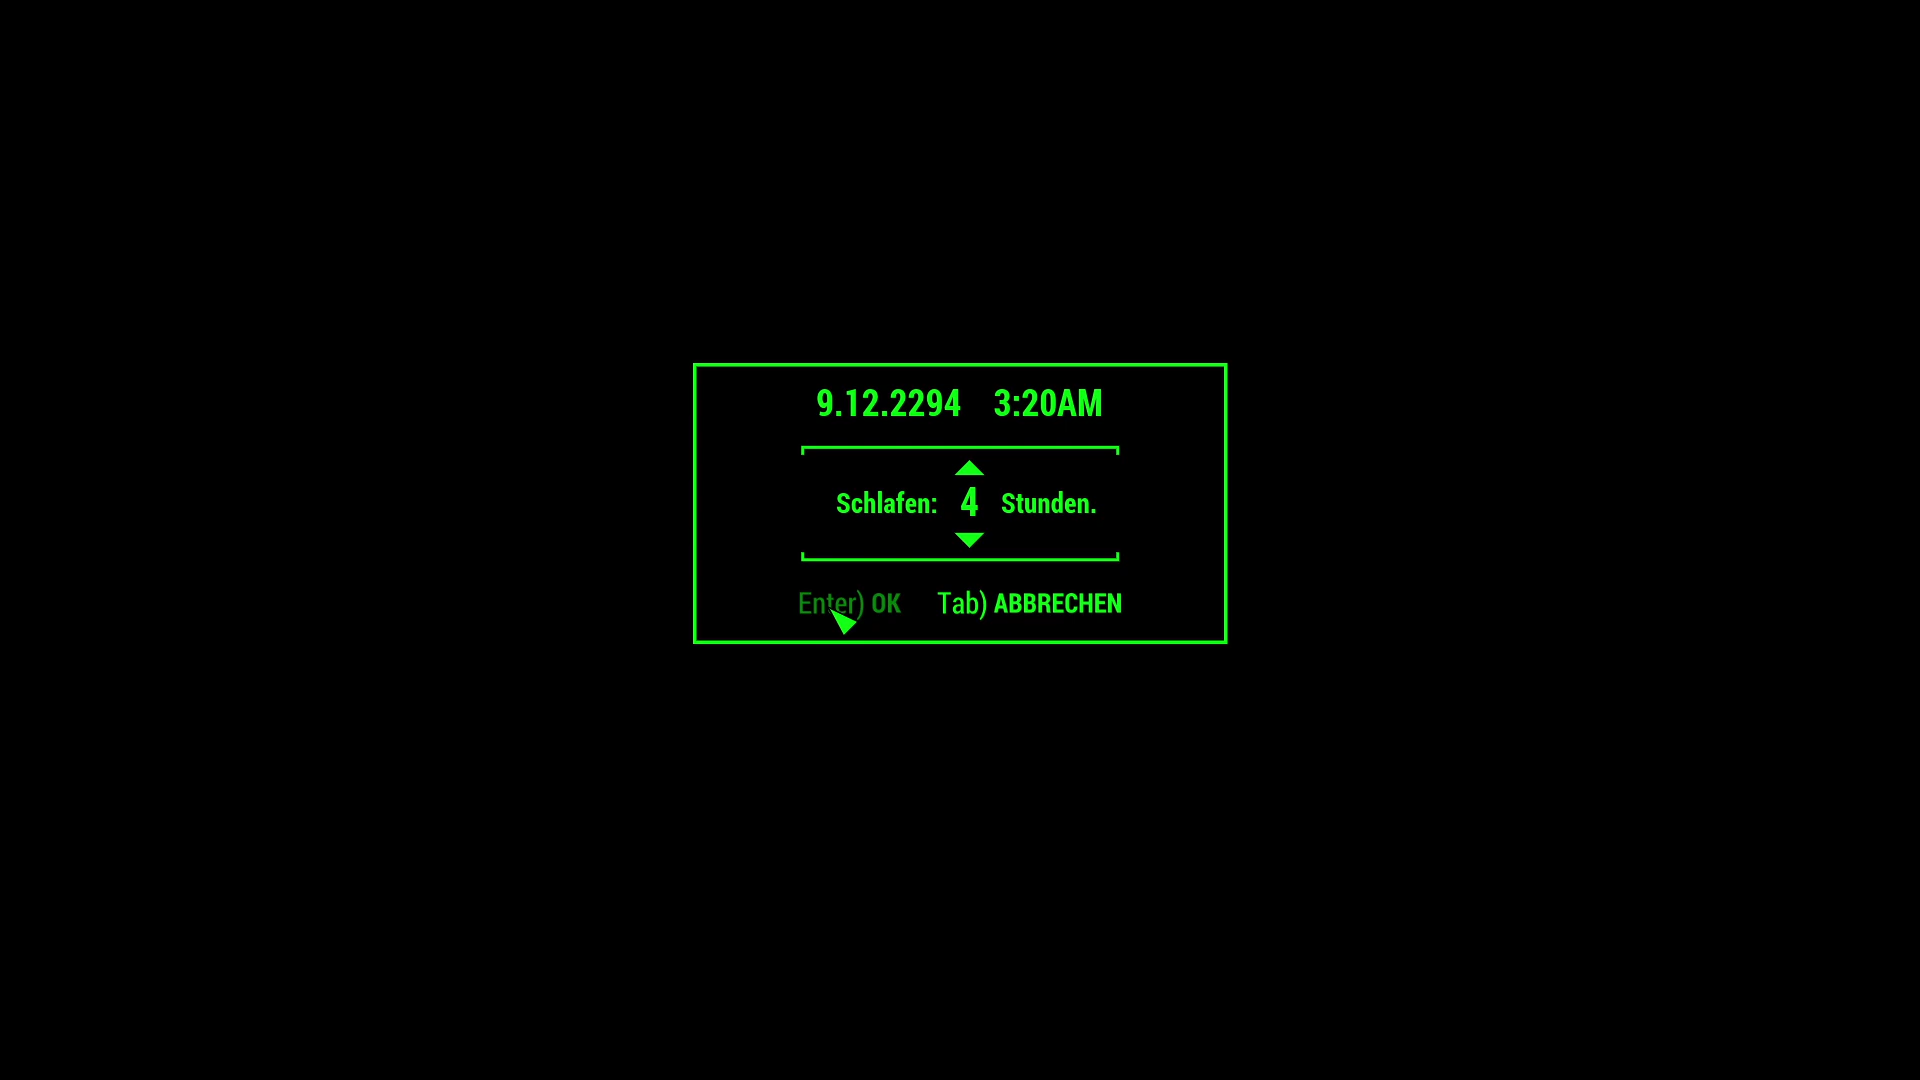 9.12.2294 3:20AM
Schlafen: 4 Stunden.
Enter) OK Tab) ABBRECHEN